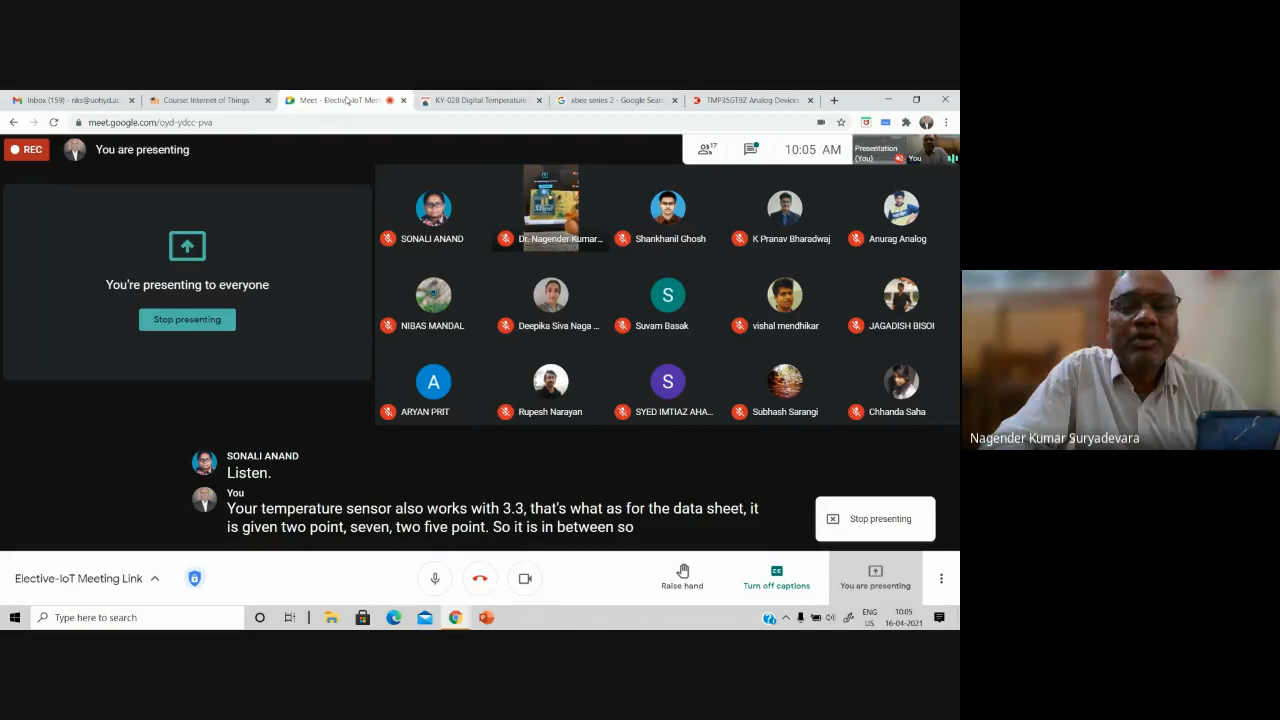 Inbox (159) - nks@uohyd.ac
Course: Internet of Things
Meet - Elective-IoT Meet
KY-028 Digital Temperature
xbee series 2 - Google Sear
TMP35GT9Z Analog Devices
meet.google.com/oyd-ydcc-pva
REC
You are presenting
17
10:05 AM
Presentation
(You)
You
You're presenting to everyone
Stop presenting
SONALI ANAND
Dr. Nagender Kumar...
Shankhanil Ghosh
K Pranav Bharadwaj
Anurag Analog
NIBAS MANDAL
Deepika Siva Naga ...
S
Suvam Basak
vishal mendhikar
JAGADISH BISOI
A
ARYAN PRIT
Rupesh Narayan
S
SYED IMTIAZ AHA...
Subhash Sarangi
Chhanda Saha
Nagender Kumar Suryadevara
SONALI ANAND
Listen.
You
Your temperature sensor also works with 3.3, that's what as for the data sheet, it
is given two point, seven, two five point. So it is in between so
Stop presenting
Elective-IoT Meeting Link
Raise hand
CC
Turn off captions
You are presenting
Type here to search
ENG
US
10:05
16-04-2021